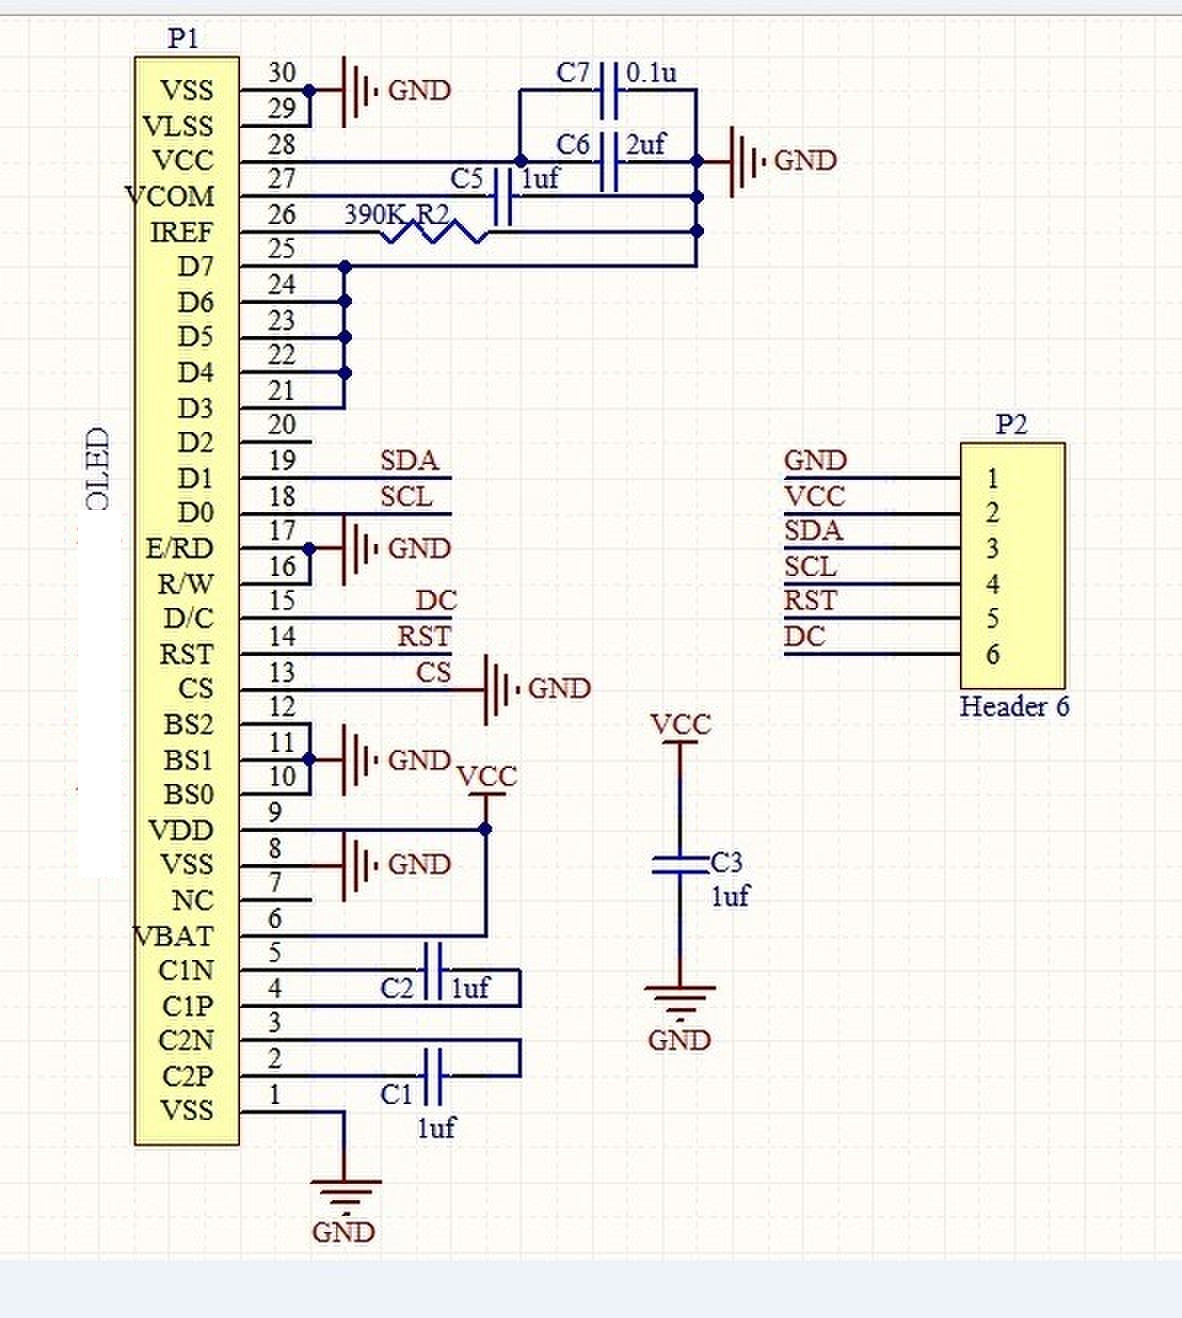 P1
VSS 30 GND
VLSS 29
VCC 28
VCOM 27
IREF 26
D7 25
D6 24
D5 23
D4 22
D3 21
D2 20
D1 19 SDA
D0 18 SCL
E/RD 17 GND
R/W 16
D/C 15 DC
RST 14 RST
CS 13 CS GND
BS2 12
BS1 11 GND
BS0 10
VDD 9 VCC
VSS 8 GND
NC 7
VBAT 6
C1N 5
C1P 4
C2N 3
C2P 2
VSS 1
GND
OLED
C7 0.1u
C6 2uf
GND
C5 1uf
390K R2
C2 1uf
C1
1uf
P2
GND 1
VCC 2
SDA 3
SCL 4
RST 5
DC 6
Header 6
VCC
C3
1uf
GND